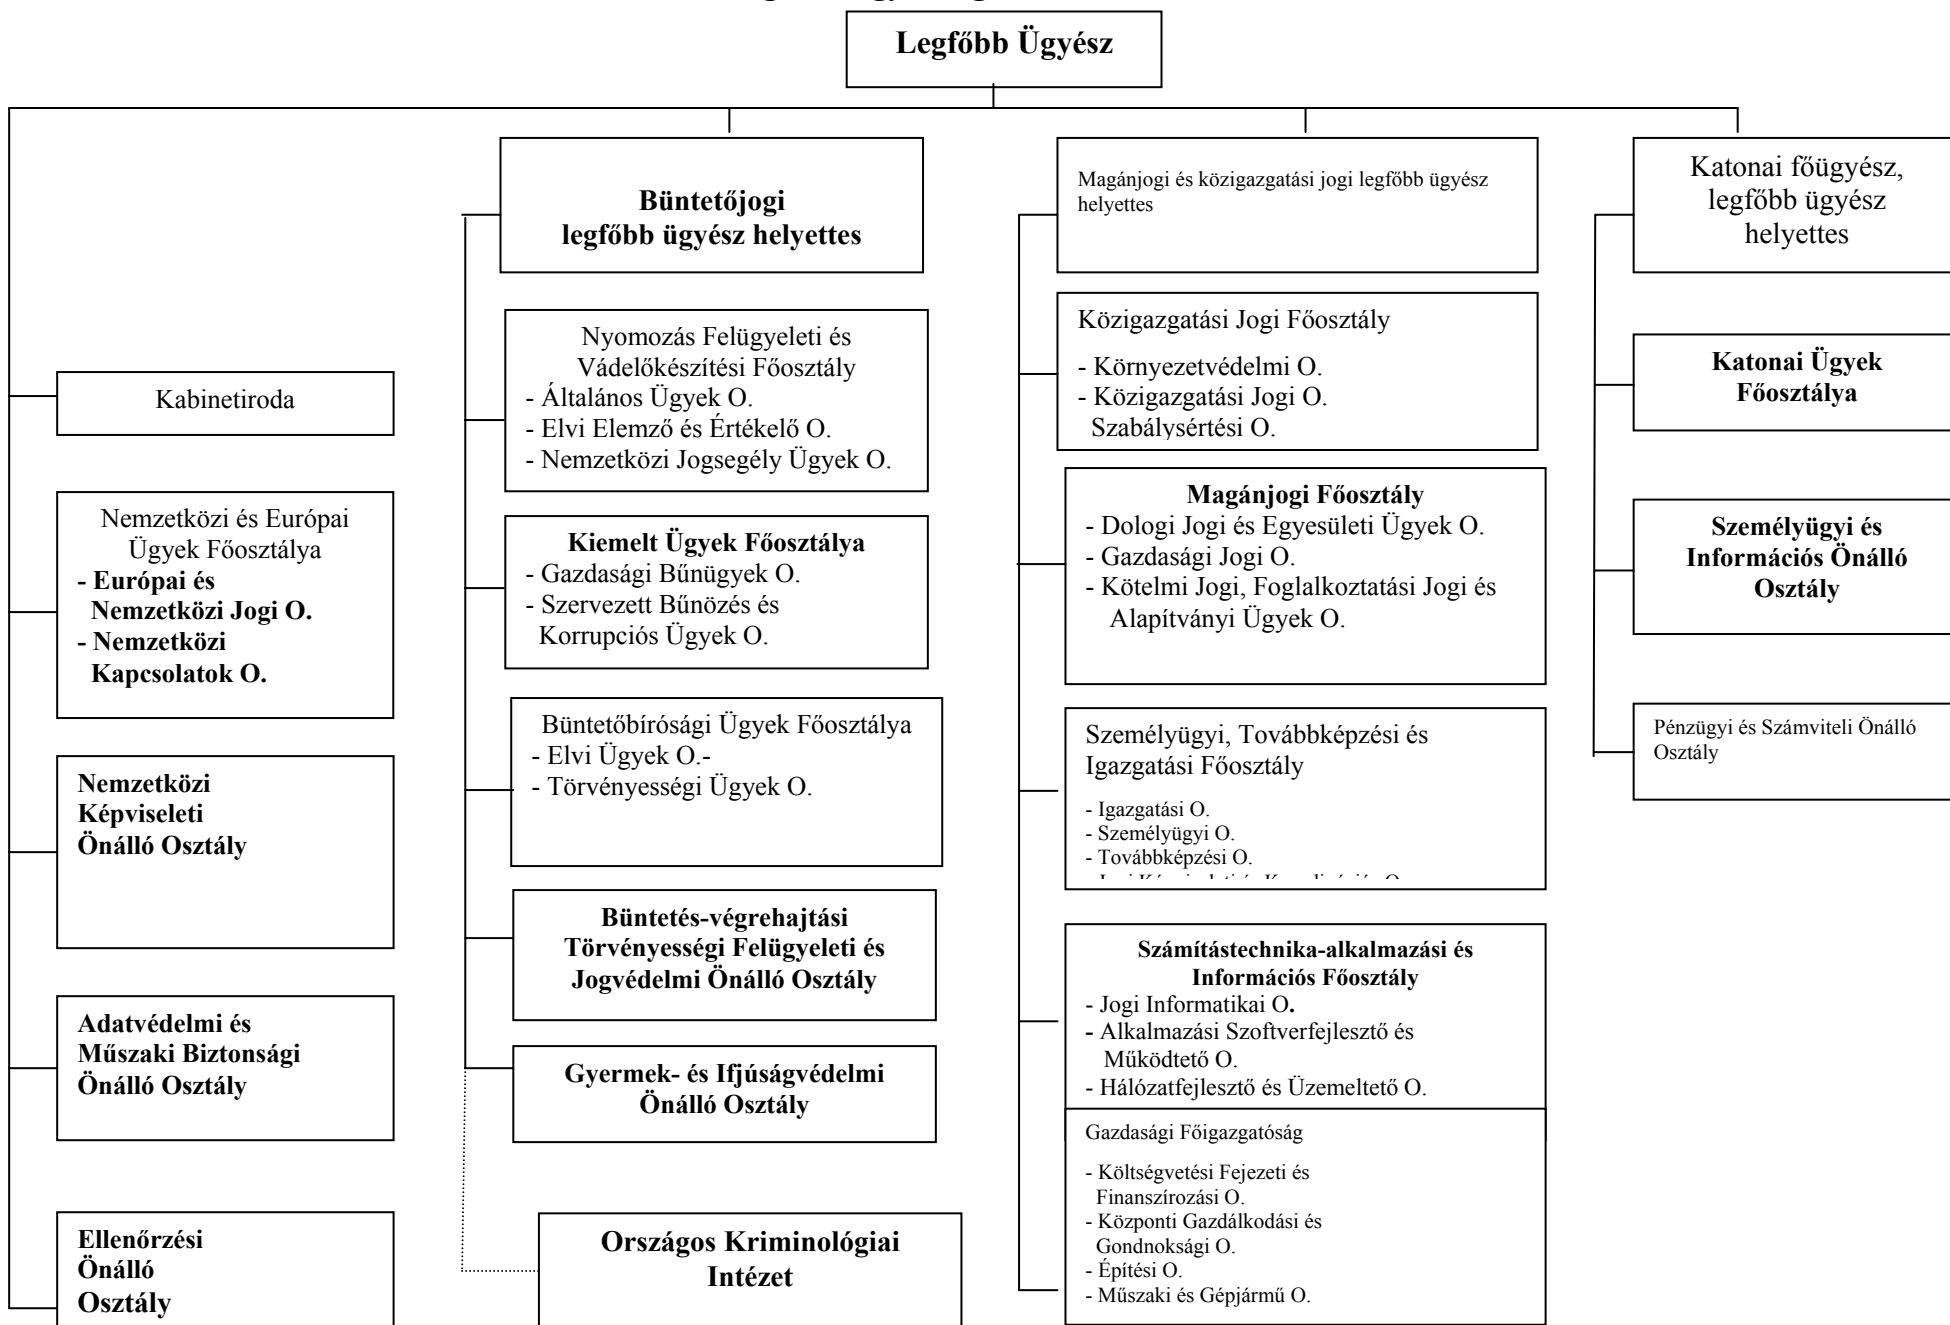 Legfőbb Ügyész
Kabinetiroda
Nemzetközi és Európai
Ügyek Főosztálya
- Európai és
Nemzetközi Jogi O.
- Nemzetközi
Kapcsolatok O.
Nemzetközi
Képviseleti
Önálló Osztály
Adatvédelmi és
Műszaki Biztonsági
Önálló Osztály
Ellenőrzési
Önálló
Osztály
Büntetőjogi
legfőbb ügyész helyettes
Nyomozás Felügyeleti és
Vádelőkészítési Főosztály
- Általános Ügyek O.
- Elvi Elemző és Értékelő O.
- Nemzetközi Jogsegély Ügyek O.
Kiemelt Ügyek Főosztálya
- Gazdasági Bűnügyek O.
- Szervezett Bűnözés és
Korrupciós Ügyek O.
Büntetőbírósági Ügyek Főosztálya
- Elvi Ügyek O.-
- Törvényességi Ügyek O.
Büntetés-végrehajtási
Törvényességi Felügyeleti és
Jogvédelmi Önálló Osztály
Gyermek- és Ifjúságvédelmi
Önálló Osztály
Országos Kriminológiai
Intézet
Magánjogi és közigazgatási jogi legfőbb ügyész
helyettes
Közigazgatási Jogi Főosztály
- Környezetvédelmi O.
- Közigazgatási Jogi O.
Szabálysértési O.
Magánjogi Főosztály
- Dologi Jogi és Egyesületi Ügyek O.
- Gazdasági Jogi O.
- Kötelmi Jogi, Foglalkoztatási Jogi és
Alapítványi Ügyek O.
Személyügyi, Továbbképzési és
Igazgatási Főosztály
- Igazgatási O.
- Személyügyi O.
- Továbbképzési O.
Számítástechnika-alkalmazási és
Információs Főosztály
- Jogi Informatikai O.
- Alkalmazási Szoftverfejlesztő és
Működtető O.
- Hálózatfejlesztő és Üzemeltető O.
Gazdasági Főigazgatóság
- Költségvetési Fejezeti és
Finanszírozási O.
- Központi Gazdálkodási és
Gondnoksági O.
- Építési O.
- Műszaki és Gépjármű O.
Katonai főügyész,
legfőbb ügyész
helyettes
Katonai Ügyek
Főosztálya
Személyügyi és
Információs Önálló
Osztály
Pénzügyi és Számviteli Önálló
Osztály